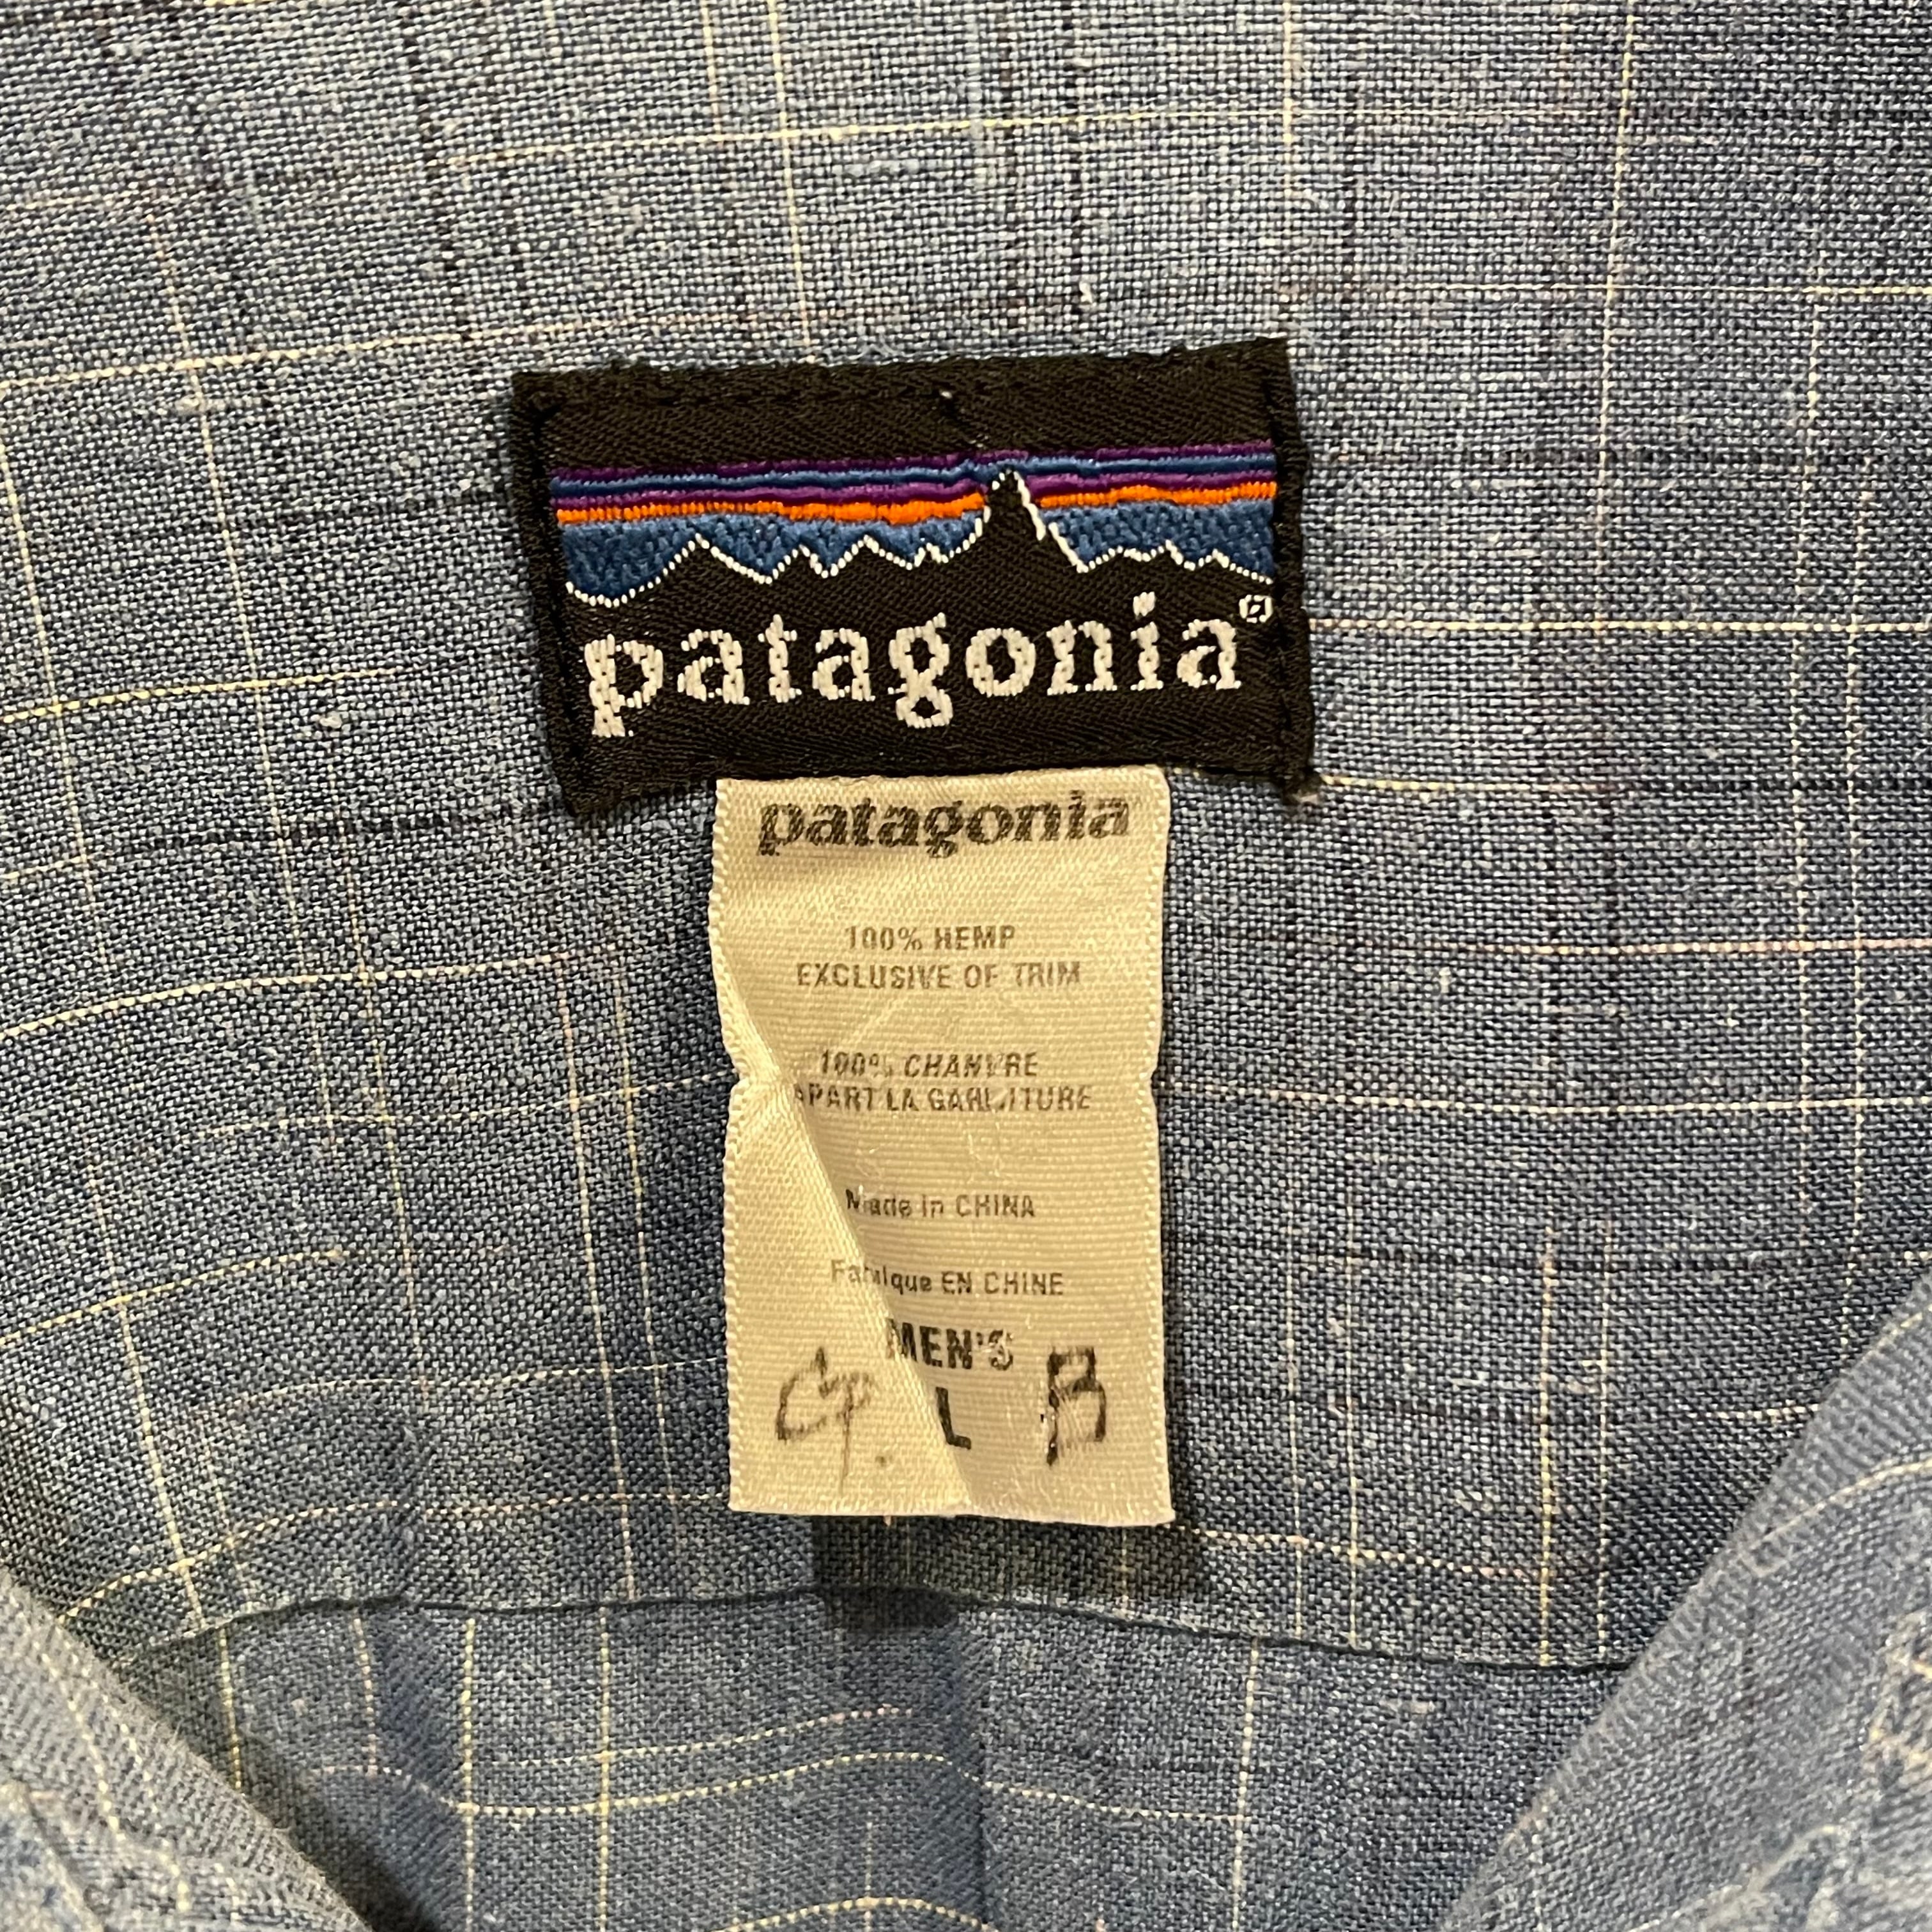 patagonia®
patagonia
100% HEMP
EXCLUSIVE OF TRIM
100% CHANVRE
APART LA GARNITURE
Made in CHINA
Fabrique EN CHINE
MEN'S
L B